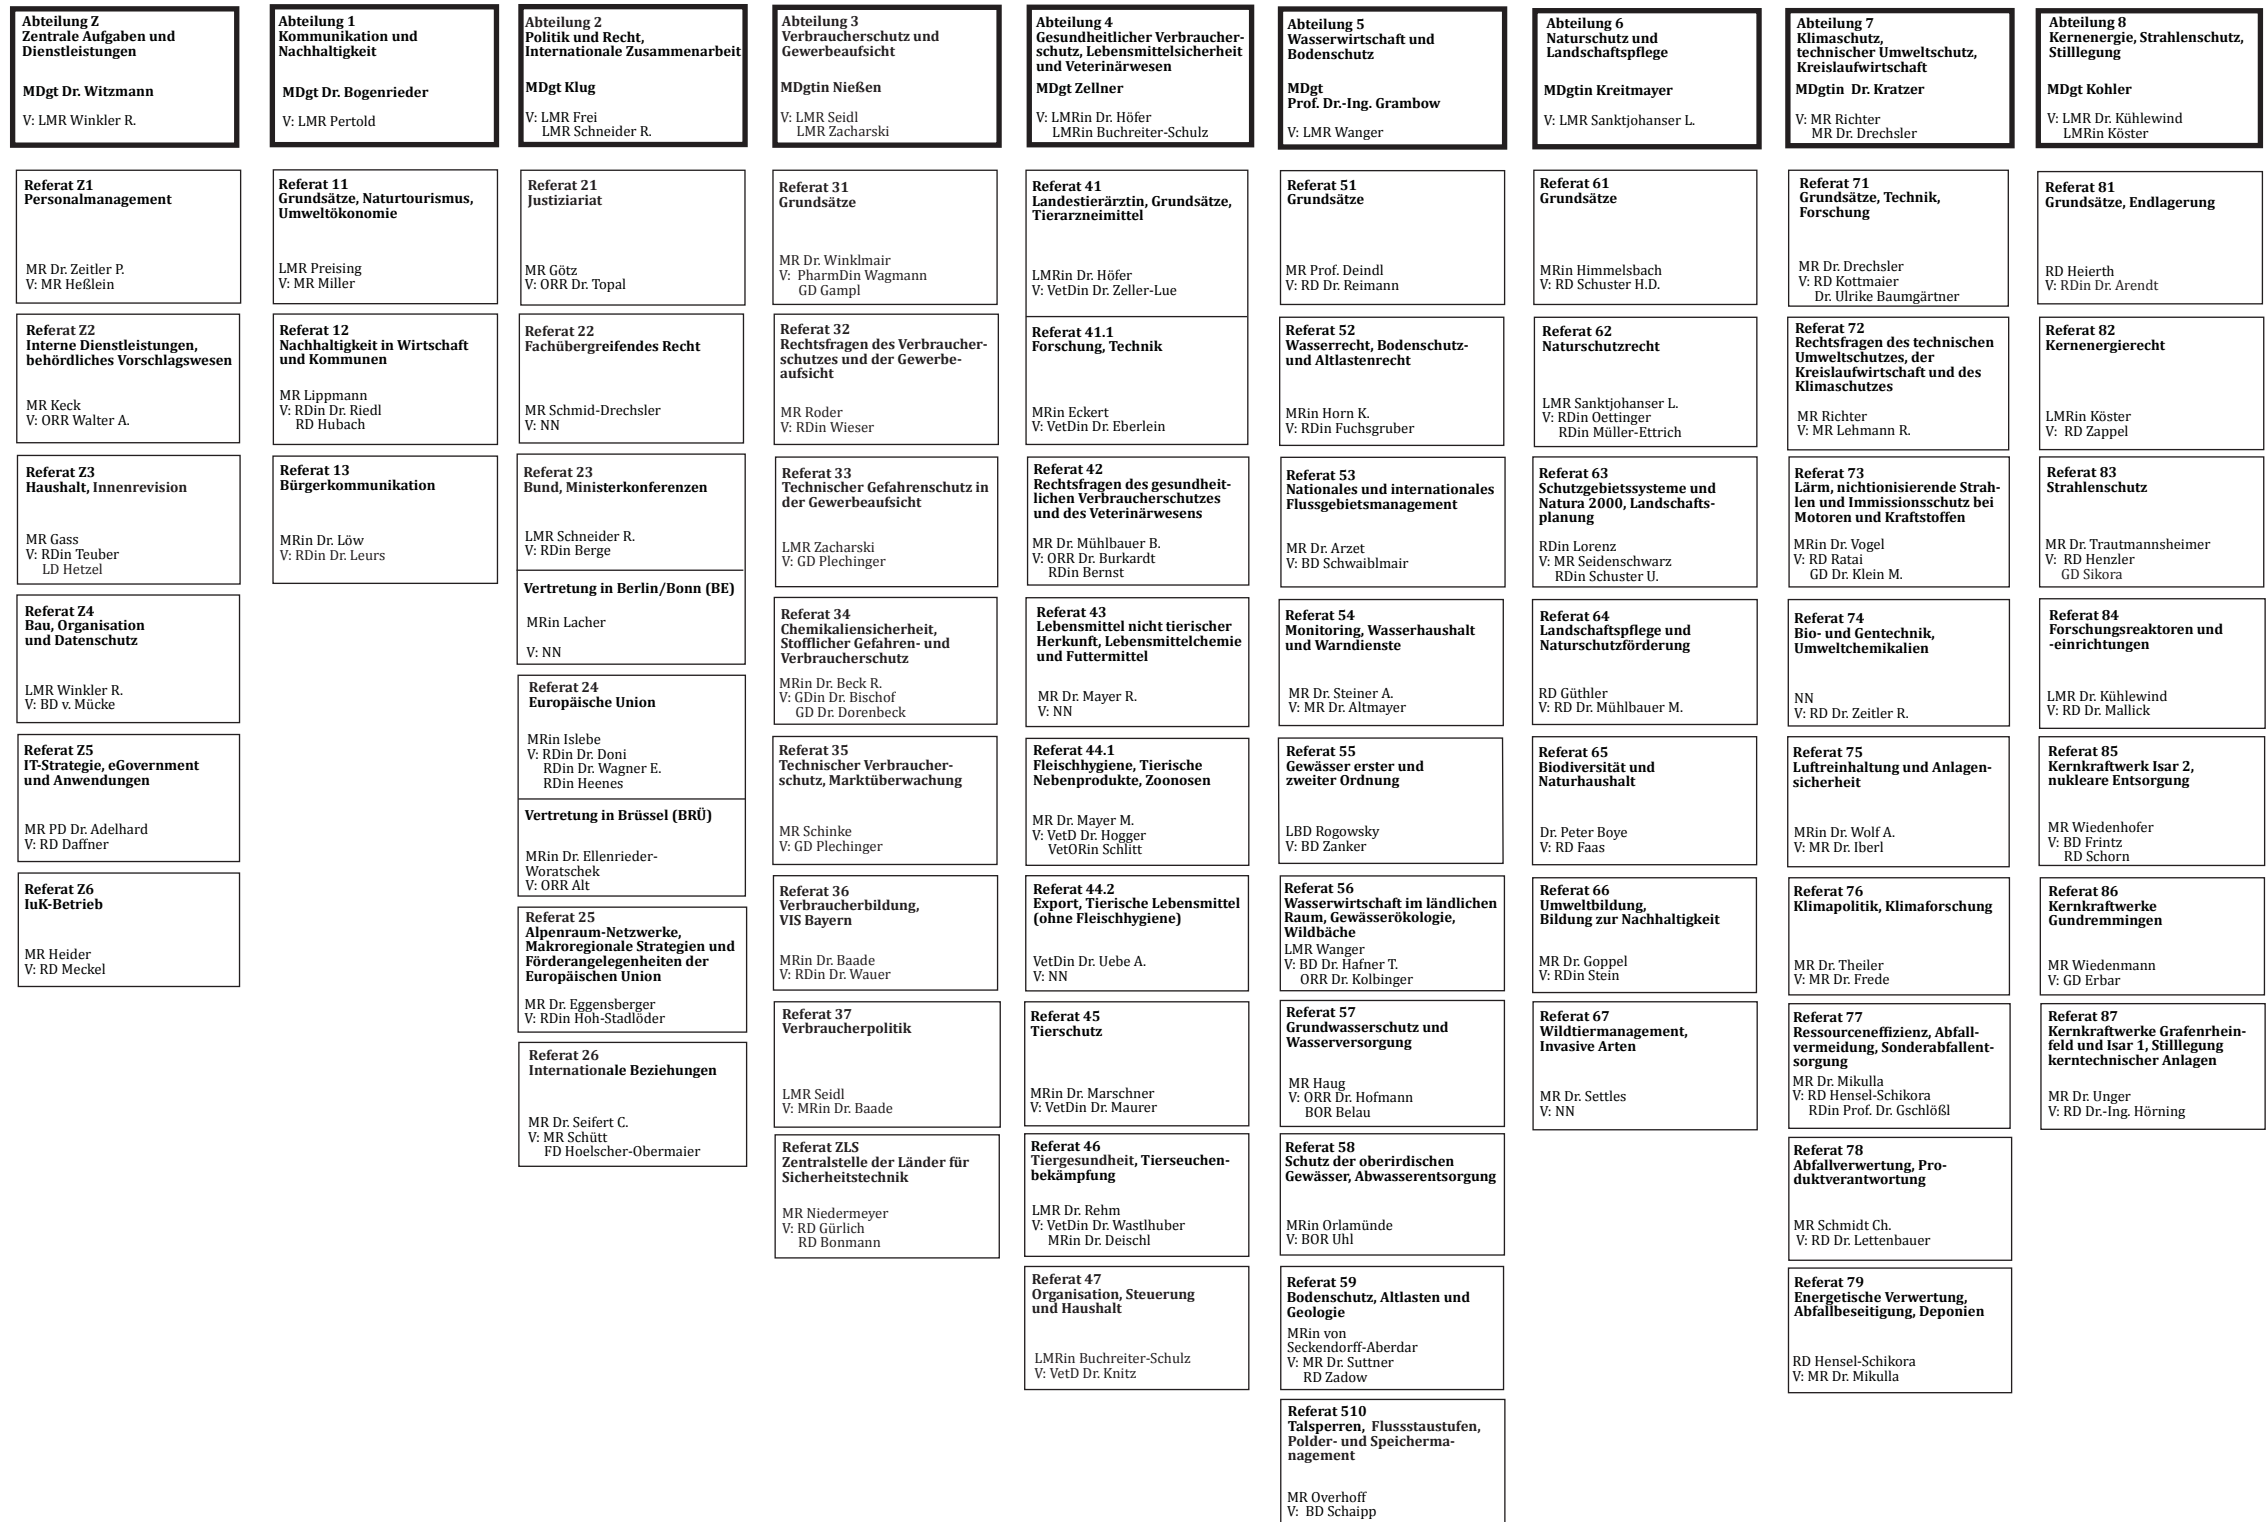 Abteilung Z
Zentrale Aufgaben und
Dienstleistungen
MDgt Dr. Witzmann
V: LMR Winkler R.
Referat Z1
Personalmanagement
MR Dr. Zeitler P.
V: MR Heßlein
Referat Z2
Interne Dienstleistungen,
behördliches Vorschlagswesen
MR Keck
V: ORR Walter A.
Referat Z3
Haushalt, Innenrevision
MR Gass
V: RDin Teuber
LD Hetzel
Referat Z4
Bau, Organisation
und Datenschutz
LMR Winkler R.
V: BD v. Mücke
Referat Z5
IT-Strategie, eGovernment
und Anwendungen
MR PD Dr. Adelhard
V: RD Daffner
Referat Z6
IuK-Betrieb
MR Heider
V: RD Meckel
Abteilung 1
Kommunikation und
Nachhaltigkeit
MDgt Dr. Bogenrieder
V: LMR Pertold
Referat 11
Grundsätze, Naturtourismus,
Umweltökonomie
LMR Preising
V: MR Miller
Referat 12
Nachhaltigkeit in Wirtschaft
und Kommunen
MR Lippmann
V: RDin Dr. Riedl
RD Hubach
Referat 13
Bürgerkommunikation
MRin Dr. Löw
V: RDin Dr. Leurs
Abteilung 2
Politik und Recht,
Internationale Zusammenarbeit
MDgt Klug
V: LMR Frei
LMR Schneider R.
Referat 21
Justiziariat
MR Götz
V: ORR Dr. Topal
Referat 22
Fachübergreifendes Recht
MR Schmid-Drechsler
V: NN
Referat 23
Bund, Ministerkonferenzen
LMR Schneider R.
V: RDin Berge
Vertretung in Berlin/Bonn (BE)
MRin Lacher
V: NN
Referat 24
Europäische Union
MRin Islebe
V: RDin Dr. Doni
RDin Dr. Wagner E.
RDin Heenes
Vertretung in Brüssel (BRÜ)
MRin Dr. Ellenrieder-
Woratschek
V: ORR Alt
Referat 25
Alpenraum-Netzwerke,
Makroregionale Strategien und
Förderangelegenheiten der
Europäischen Union
MR Dr. Eggensberger
V: RDin Hoh-Stadlöder
Referat 26
Internationale Beziehungen
MR Dr. Seifert C.
V: MR Schütt
FD Hoelscher-Obermaier
Abteilung 3
Verbraucherschutz und
Gewerbeaufsicht
MDgtin Nießen
V: LMR Seidl
LMR Zacharski
Referat 31
Grundsätze
MR Dr. Winklmair
V: PharmDin Wagmann
GD Gampl
Referat 32
Rechtsfragen des Verbraucher-
schutzes und der Gewerbe-
aufsicht
MR Roder
V: RDin Wieser
Referat 33
Technischer Gefahrenschutz in
der Gewerbeaufsicht
LMR Zacharski
V: GD Plechinger
Referat 34
Chemikaliensicherheit,
Stofflicher Gefahren- und
Verbraucherschutz
MRin Dr. Beck R.
V: GDin Dr. Bischof
GD Dr. Dorenbeck
Referat 35
Technischer Verbraucher-
schutz, Marktüberwachung
MR Schinke
V: GD Plechinger
Referat 36
Verbraucherbildung,
VIS Bayern
MRin Dr. Baade
V: RDin Dr. Wauer
Referat 37
Verbraucherpolitik
LMR Seidl
V: MRin Dr. Baade
Referat ZLS
Zentralstelle der Länder für
Sicherheitstechnik
MR Niedermeyer
V: RD Gürlich
RD Bonmann
Abteilung 4
Gesundheitlicher Verbraucher-
schutz, Lebensmittelsicherheit
und Veterinärwesen
MDgt Zellner
V: LMRin Dr. Höfer
LMRin Buchreiter-Schulz
Referat 41
Landestierärztin, Grundsätze,
Tierarzneimittel
LMRin Dr. Höfer
V: VetDin Dr. Zeller-Lue
Referat 41.1
Forschung, Technik
MRin Eckert
V: VetDin Dr. Eberlein
Referat 42
Rechtsfragen des gesundheit-
lichen Verbraucherschutzes
und des Veterinärwesens
MR Dr. Mühlbauer B.
V: ORR Dr. Burkardt
RDin Bernst
Referat 43
Lebensmittel nicht tierischer
Herkunft, Lebensmittelchemie
und Futtermittel
MR Dr. Mayer R.
V: NN
Referat 44.1
Fleischhygiene, Tierische
Nebenprodukte, Zoonosen
MR Dr. Mayer M.
V: VetD Dr. Hogger
VetORin Schlitt
Referat 44.2
Export, Tierische Lebensmittel
(ohne Fleischhygiene)
VetDin Dr. Uebe A.
V: NN
Referat 45
Tierschutz
MRin Dr. Marschner
V: VetDin Dr. Maurer
Referat 46
Tiergesundheit, Tierseuchen-
bekämpfung
LMR Dr. Rehm
V: VetDin Dr. Wastlhuber
MRin Dr. Deischl
Referat 47
Organisation, Steuerung
und Haushalt
LMRin Buchreiter-Schulz
V: VetD Dr. Knitz
Abteilung 5
Wasserwirtschaft und
Bodenschutz
MDgt
Prof. Dr.-Ing. Grambow
V: LMR Wanger
Referat 51
Grundsätze
MR Prof. Deindl
V: RD Dr. Reimann
Referat 52
Wasserrecht, Bodenschutz-
und Altlastenrecht
MRin Horn K.
V: RDin Fuchsgruber
Referat 53
Nationales und internationales
Flussgebietsmanagement
MR Dr. Arzet
V: BD Schwaiblmair
Referat 54
Monitoring, Wasserhaushalt
und Warndienste
MR Dr. Steiner A.
V: MR Dr. Altmayer
Referat 55
Gewässer erster und
zweiter Ordnung
LBD Rogowsky
V: BD Zanker
Referat 56
Wasserwirtschaft im ländlichen
Raum, Gewässerökologie,
Wildbäche
LMR Wanger
V: BD Dr. Hafner T.
ORR Dr. Kolbinger
Referat 57
Grundwasserschutz und
Wasserversorgung
MR Haug
V: ORR Dr. Hofmann
BOR Belau
Referat 58
Schutz der oberirdischen
Gewässer, Abwasserentsorgung
MRin Orlamünde
V: BOR Uhl
Referat 59
Bodenschutz, Altlasten und
Geologie
MRin von
Seckendorff-Aberdar
V: MR Dr. Suttner
RD Zadow
Referat 510
Talsperren, Flussstaustufen,
Polder- und Speicherma-
nagement
MR Overhoff
V: BD Schaipp
Abteilung 6
Naturschutz und
Landschaftspflege
MDgtin Kreitmayer
V: LMR Sanktjohanser L.
Referat 61
Grundsätze
MRin Himmelsbach
V: RD Schuster H.D.
Referat 62
Naturschutzrecht
LMR Sanktjohanser L.
V: RDin Oettinger
RDin Müller-Ettrich
Referat 63
Schutzgebietssysteme und
Natura 2000, Landschafts-
planung
RDin Lorenz
V: MR Seidenschwarz
RDin Schuster U.
Referat 64
Landschaftspflege und
Naturschutzförderung
RD Güthler
V: RD Dr. Mühlbauer M.
Referat 65
Biodiversität und
Naturhaushalt
Dr. Peter Boye
V: RD Faas
Referat 66
Umweltbildung,
Bildung zur Nachhaltigkeit
MR Dr. Goppel
V: RDin Stein
Referat 67
Wildtiermanagement,
Invasive Arten
MR Dr. Settles
V: NN
Abteilung 7
Klimaschutz,
technischer Umweltschutz,
Kreislaufwirtschaft
MDgtin Dr. Kratzer
V: MR Richter
MR Dr. Drechsler
Referat 71
Grundsätze, Technik,
Forschung
MR Dr. Drechsler
V: RD Kottmaier
Dr. Ulrike Baumgärtner
Referat 72
Rechtsfragen des technischen
Umweltschutzes, der
Kreislaufwirtschaft und des
Klimaschutzes
MR Richter
V: MR Lehmann R.
Referat 73
Lärm, nichtionisierende Strah-
len und Immissionsschutz bei
Motoren und Kraftstoffen
MRin Dr. Vogel
V: RD Ratai
GD Dr. Klein M.
Referat 74
Bio- und Gentechnik,
Umweltchemikalien
NN
V: RD Dr. Zeitler R.
Referat 75
Luftreinhaltung und Anlagen-
sicherheit
MRin Dr. Wolf A.
V: MR Dr. Iberl
Referat 76
Klimapolitik, Klimaforschung
MR Dr. Theiler
V: MR Dr. Frede
Referat 77
Ressourceneffizienz, Abfall-
vermeidung, Sonderabfallent-
sorgung
MR Dr. Mikulla
V: RD Hensel-Schikora
RDin Prof. Dr. Gschlößl
Referat 78
Abfallverwertung, Pro-
duktverantwortung
MR Schmidt Ch.
V: RD Dr. Lettenbauer
Referat 79
Energetische Verwertung,
Abfallbeseitigung, Deponien
RD Hensel-Schikora
V: MR Dr. Mikulla
Abteilung 8
Kernenergie, Strahlenschutz,
Stilllegung
MDgt Kohler
V: LMR Dr. Kühlewind
LMRin Köster
Referat 81
Grundsätze, Endlagerung
RD Heierth
V: RDin Dr. Arendt
Referat 82
Kernenergierecht
LMRin Köster
V: RD Zappel
Referat 83
Strahlenschutz
MR Dr. Trautmannsheimer
V: RD Henzler
GD Sikora
Referat 84
Forschungsreaktoren und
-einrichtungen
LMR Dr. Kühlewind
V: RD Dr. Mallick
Referat 85
Kernkraftwerk Isar 2,
nukleare Entsorgung
MR Wiedenhofer
V: BD Frintz
RD Schorn
Referat 86
Kernkraftwerke
Gundremmingen
MR Wiedenmann
V: GD Erbar
Referat 87
Kernkraftwerke Grafenrhein-
feld und Isar 1, Stilllegung
kerntechnischer Anlagen
MR Dr. Unger
V: RD Dr.-Ing. Hörning